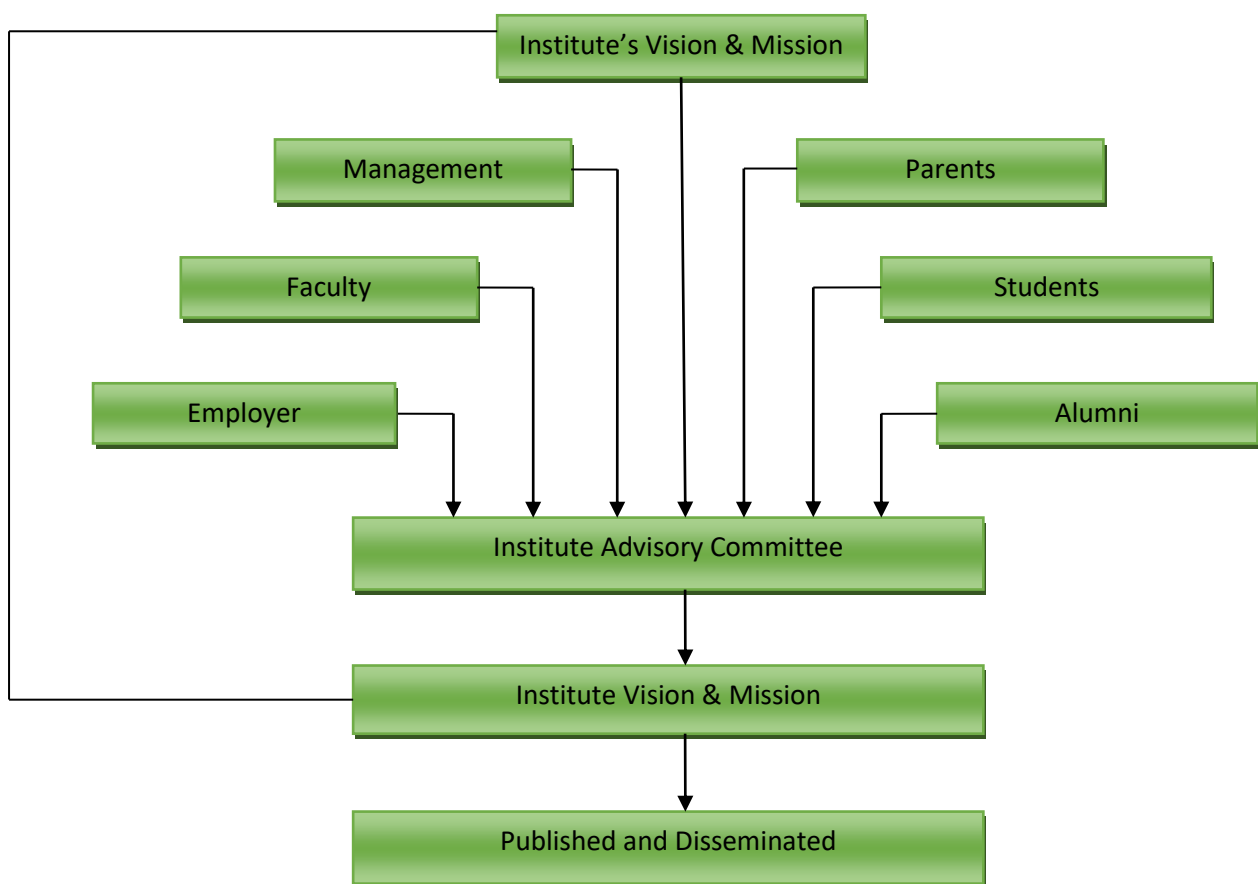 Institute’s Vision & Mission
Management
Parents
Faculty
Students
Employer
Alumni
Institute Advisory Committee
Institute Vision & Mission
Published and Disseminated